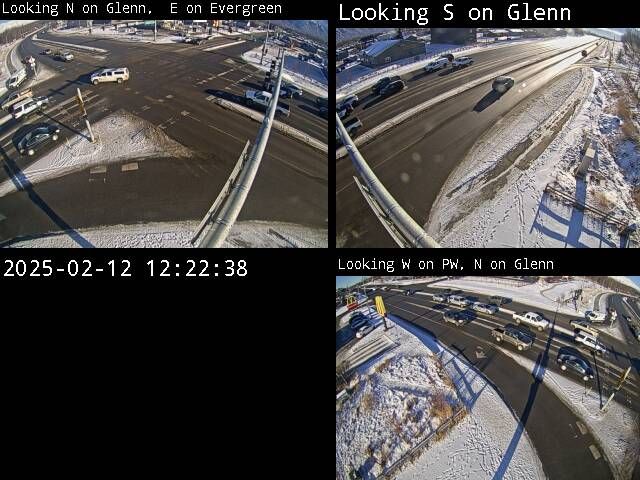 Looking N on Glenn,  E on Evergreen
Looking S on Glenn
2025-02-12 12:22:38
Looking W on PW, N on Glenn